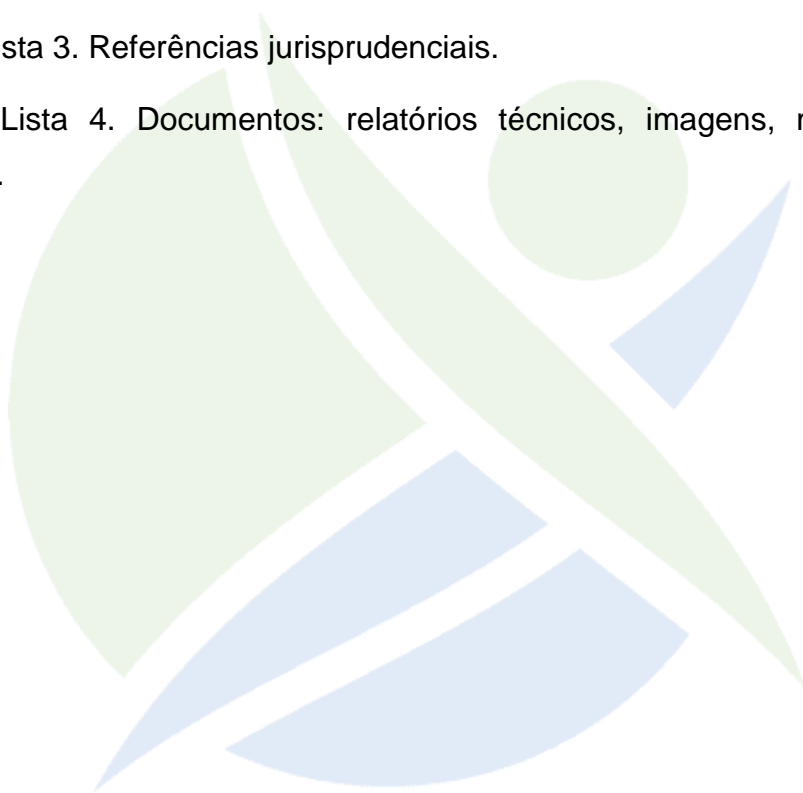 sta 3. Referências jurisprudenciais.
Lista 4. Documentos: relatórios técnicos, imagens,
.